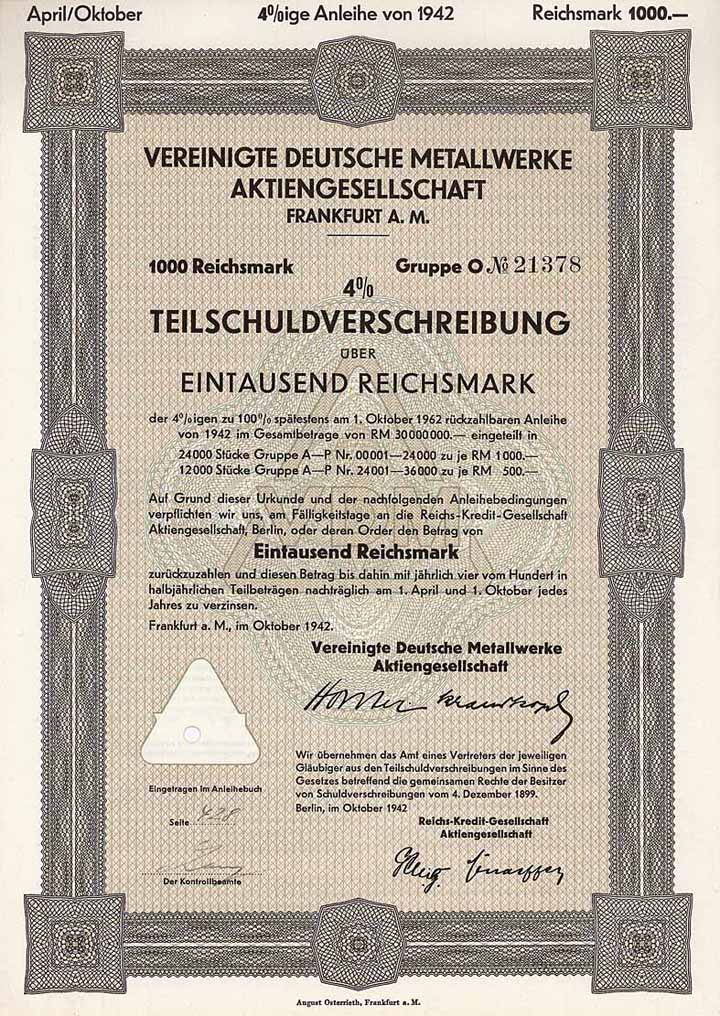 April/Oktober 4%ige Anleihe von 1942 Reichsmark 1000.—
VEREINIGTE DEUTSCHE METALLWERKE
AKTIENGESELLSCHAFT
FRANKFURT A. M.
1000 Reichsmark Gruppe O № 21378
4%
TEILSCHULDVERSCHREIBUNG
ÜBER
EINTAUSEND REICHSMARK
der 4%igen zu 100% spätestens am 1. Oktober 1962 rückzahlbaren Anleihe
von 1942 im Gesamtbetrage von RM 30000000.— eingeteilt in
24000 Stücke Gruppe A—P Nr. 00001—24000 zu je RM 1000.—
12000 Stücke Gruppe A—P Nr. 24001—36000 zu je RM 500.—
Auf Grund dieser Urkunde und der nachfolgenden Anleihebedingungen
verpflichten wir uns, am Fälligkeitstage an die Reichs-Kredit-Gesellschaft
Aktiengesellschaft, Berlin, oder deren Order den Betrag von
Eintausend Reichsmark
zurückzuzahlen und diesen Betrag bis dahin mit jährlich vier vom Hundert in
halbjährlichen Teilbeträgen nachträglich am 1. April und 1. Oktober jedes
Jahres zu verzinsen.
Frankfurt a. M., im Oktober 1942.
Vereinigte Deutsche Metallwerke
Aktiengesellschaft
Wir übernehmen das Amt eines Vertreters der jeweiligen
Gläubiger aus den Teilschuldverschreibungen im Sinne des
Gesetzes betreffend die gemeinsamen Rechte der Besitzer
von Schuldverschreibungen vom 4. Dezember 1899.
Berlin, im Oktober 1942
Reichs-Kredit-Gesellschaft
Aktiengesellschaft
Eingetragen im Anleihebuch
Seite 428
Der Kontrollbeamte
August Osterrieth, Frankfurt a. M.